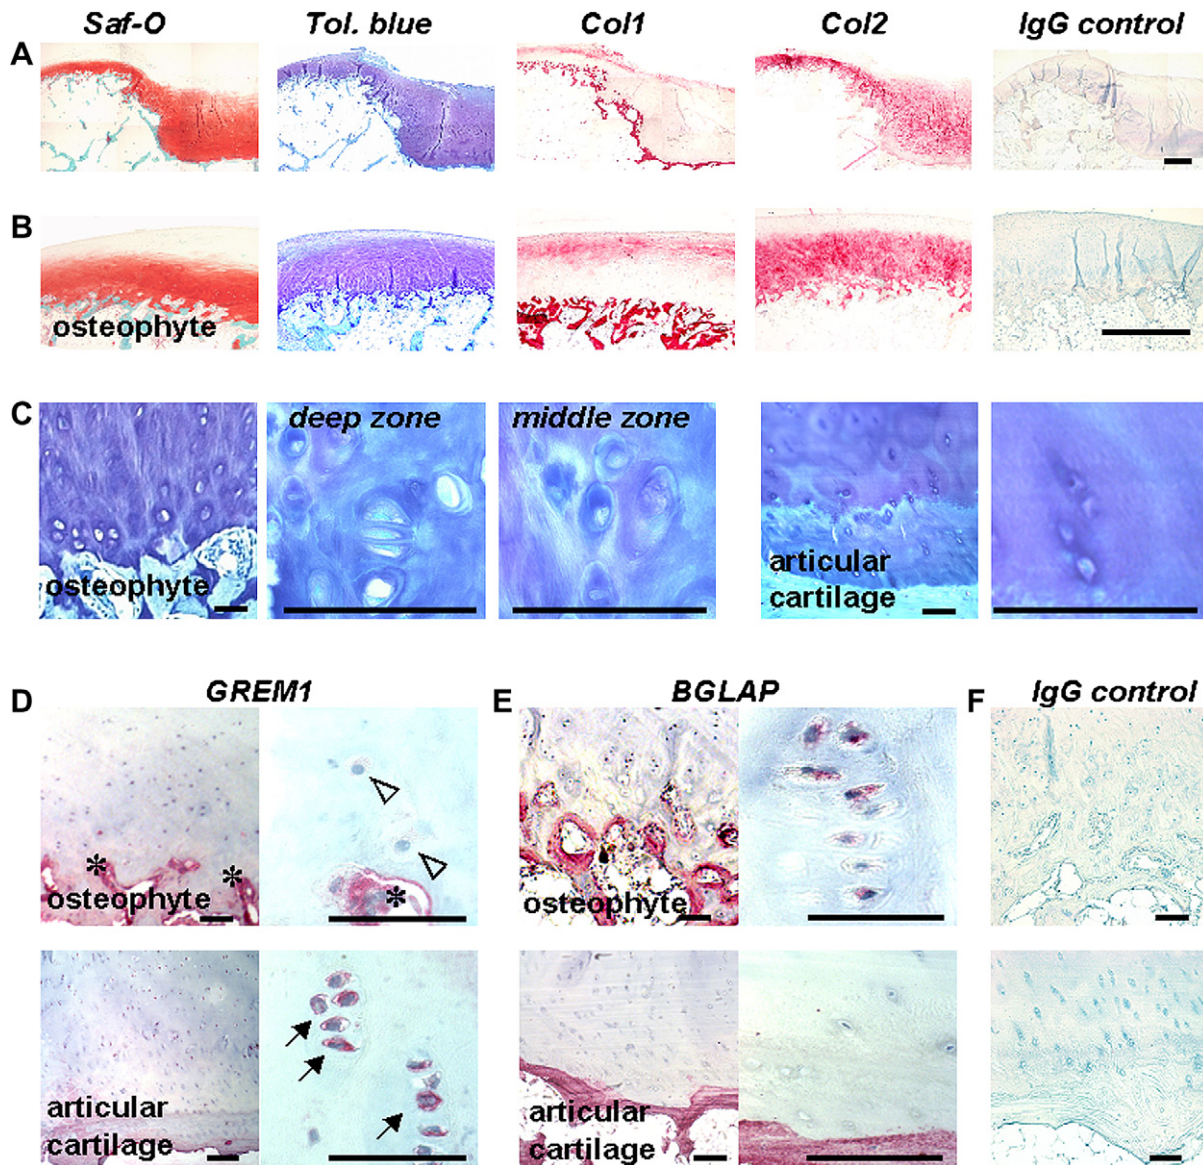 Saf-O Tol. blue Col1 Col2 IgG control
A
B
osteophyte
C
deep zone middle zone
osteophyte
articular
cartilage
D GREM1 E BGLAP F IgG control
* *
osteophyte * osteophyte
articular
cartilage
articular
cartilage